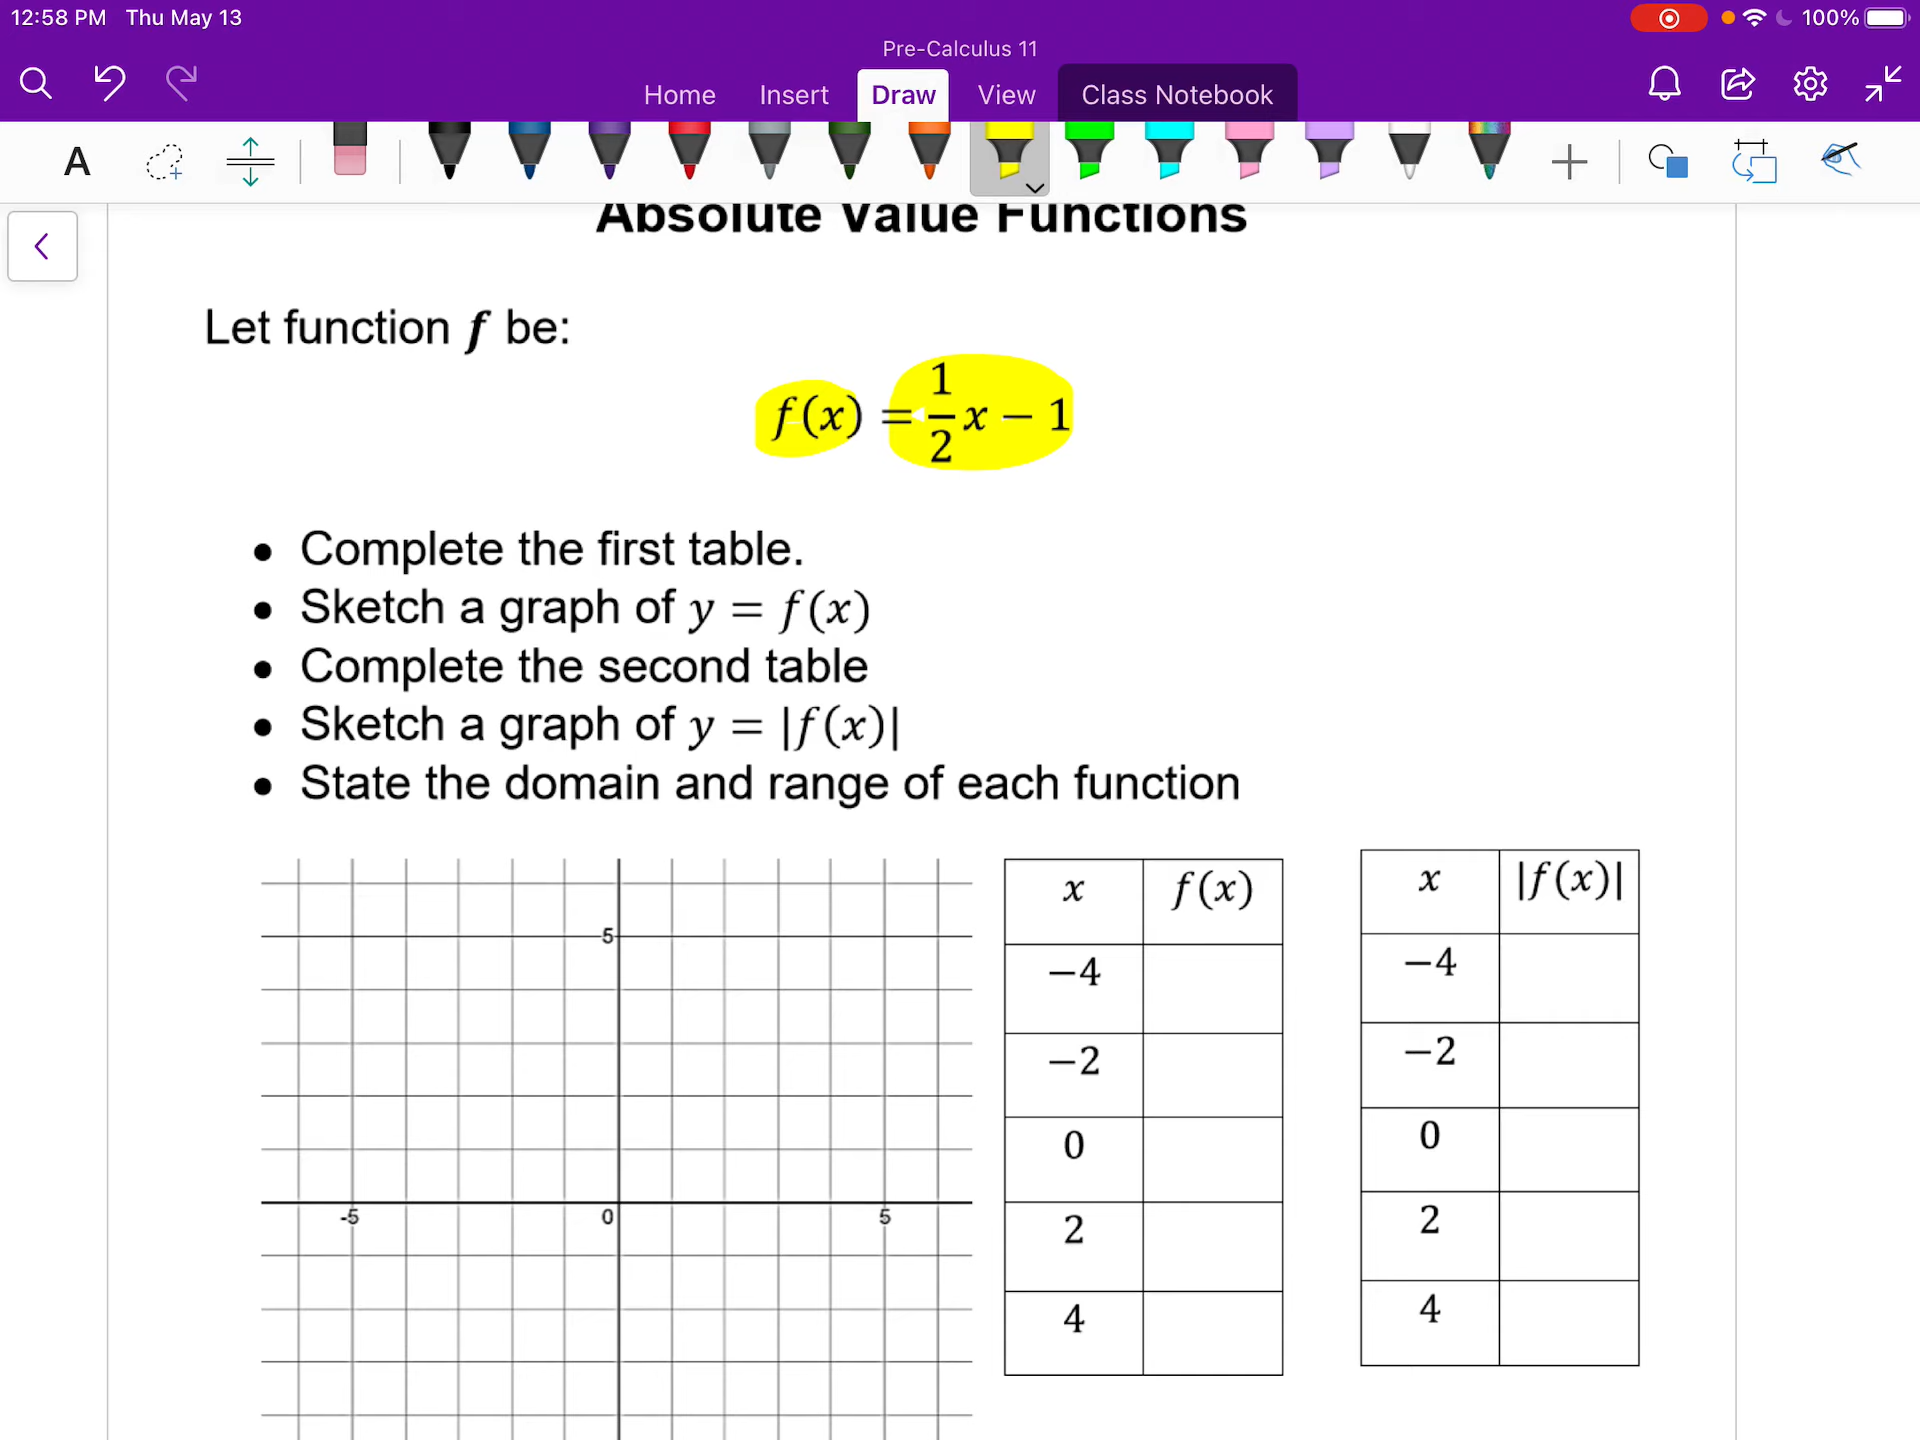 12:58 PM Thu May 13
100%
Pre-Calculus 11
Home Insert Draw View Class Notebook
A
Absolute Value Functions
Let function f be:
f(x) = 1/2 x − 1
• Complete the first table.
• Sketch a graph of y = f(x)
• Complete the second table
• Sketch a graph of y = |f(x)|
• State the domain and range of each function
5
-5 0 5
x f(x)
−4
−2
0
2
4
x |f(x)|
−4
−2
0
2
4